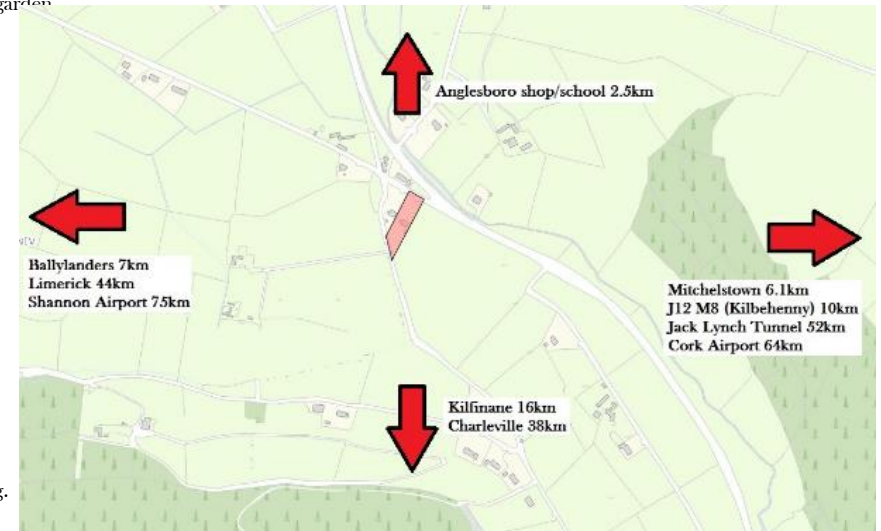 garden
Anglesboro shop/school 2.5km
Ballylanders 7km
Limerick 44km
Shannon Airport 75km
Mitchelstown 6.1km
J12 M8 (Kilbehenny) 10km
Jack Lynch Tunnel 52km
Cork Airport 64km
Kilfinane 16km
Charleville 38km
g.